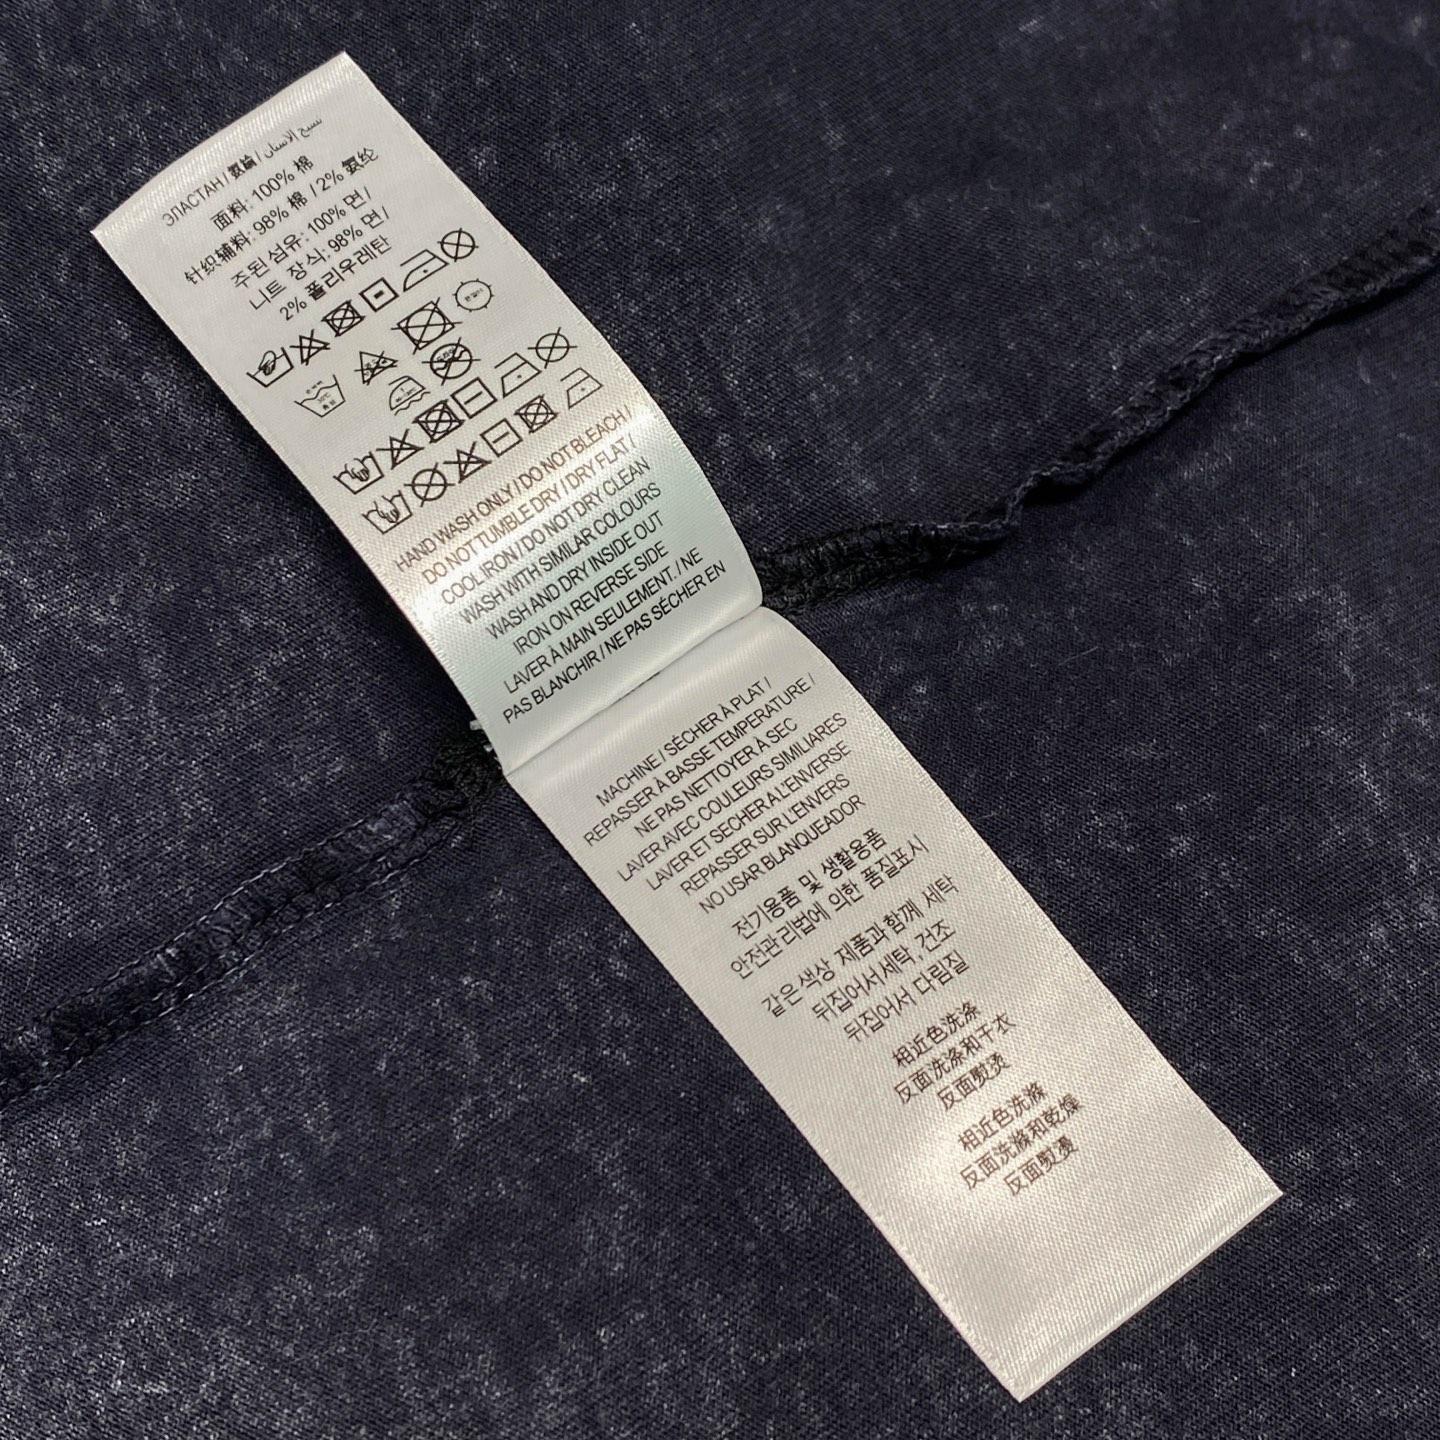 ЭЛАСТАН / 氨綸 / نسيج الاستان
面料: 100% 棉
针织辅料: 98% 棉 / 2% 氨纶
주된 섬유: 100% 면 /
니트 장식: 98% 면 /
2% 폴리우레탄
HAND WASH ONLY / DO NOT BLEACH /
DO NOT TUMBLE DRY / DRY FLAT /
COOL IRON / DO NOT DRY CLEAN
WASH WITH SIMILAR COLOURS
WASH AND DRY INSIDE OUT
IRON ON REVERSE SIDE
LAVER À MAIN SEULEMENT. / NE
PAS BLANCHIR / NE PAS SÉCHER EN
MACHINE / SÉCHER À PLAT /
REPASSER À BASSE TEMPERATURE /
NE PAS NETTOYER À SEC
LAVER AVEC COULEURS SIMILIARES
LAVER ET SECHER A L'ENVERSE
REPASSER SUR L'ENVERS
NO USAR BLANQUEADOR
전기용품 및 생활용품
안전관리법에 의한 품질표시
같은 색상 제품과 함께 세탁
뒤집어서 세탁, 건조
뒤집어서 다림질
相近色洗涤
反面洗涤和干衣
反面熨烫
相近色洗滌
反面洗滌和乾燥
反面熨燙